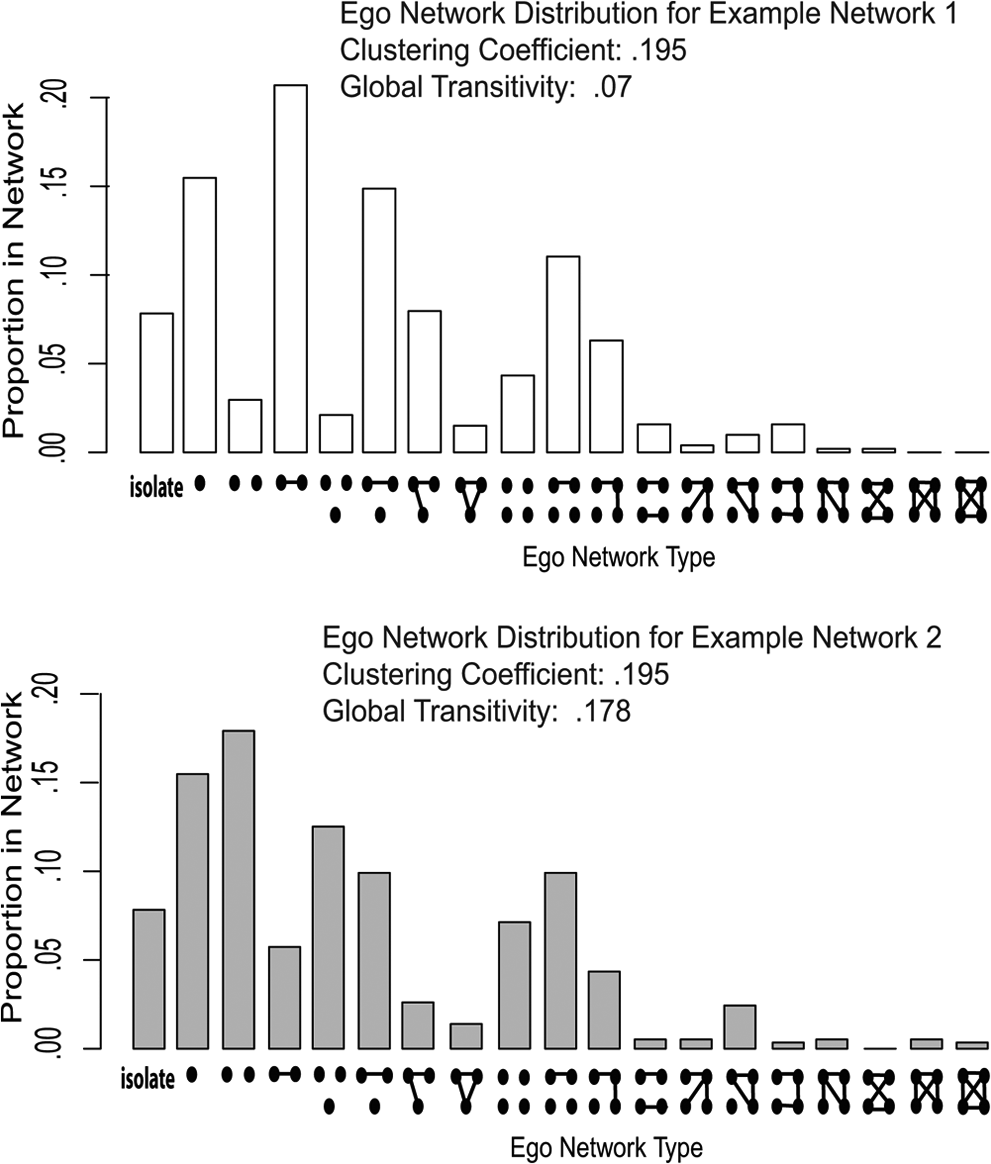 Ego Network Distribution for Example Network 1
Clustering Coefficient: .195
Global Transitivity: .07
Proportion in Network
.20
.15
.10
.05
.00
isolate
Ego Network Type
Ego Network Distribution for Example Network 2
Clustering Coefficient: .195
Global Transitivity: .178
Proportion in Network
.20
.15
.10
.05
.00
isolate
Ego Network Type